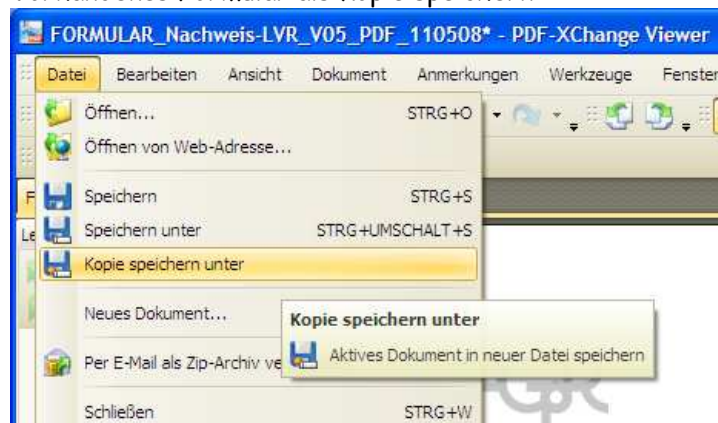 FORMULAR_Nachweis-LVR_V05_PDF_110508* - PDF-XChange Viewer
Datei Bearbeiten Ansicht Dokument Anmerkungen Werkzeuge Fenster
Öffnen... STRG+O
Öffnen von Web-Adresse...
Speichern STRG+S
Speichern unter STRG+UMSCHALT+S
Kopie speichern unter
Neues Dokument...
Kopie speichern unter
Aktives Dokument in neuer Datei speichern
Per E-Mail als Zip-Archiv ve
Schließen STRG+W